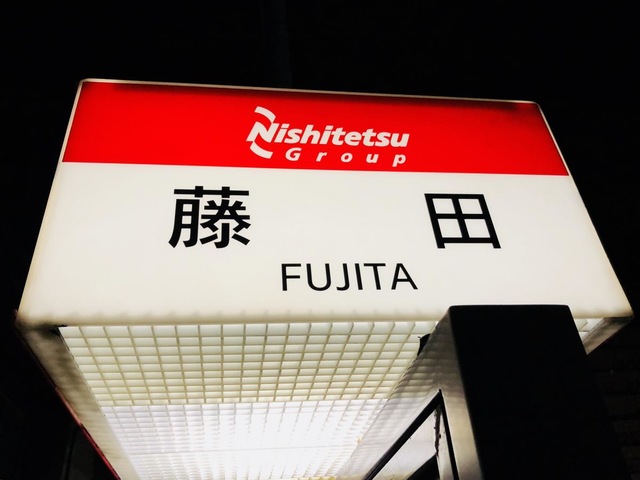 Nishitetsu
Group
藤 田
FUJITA